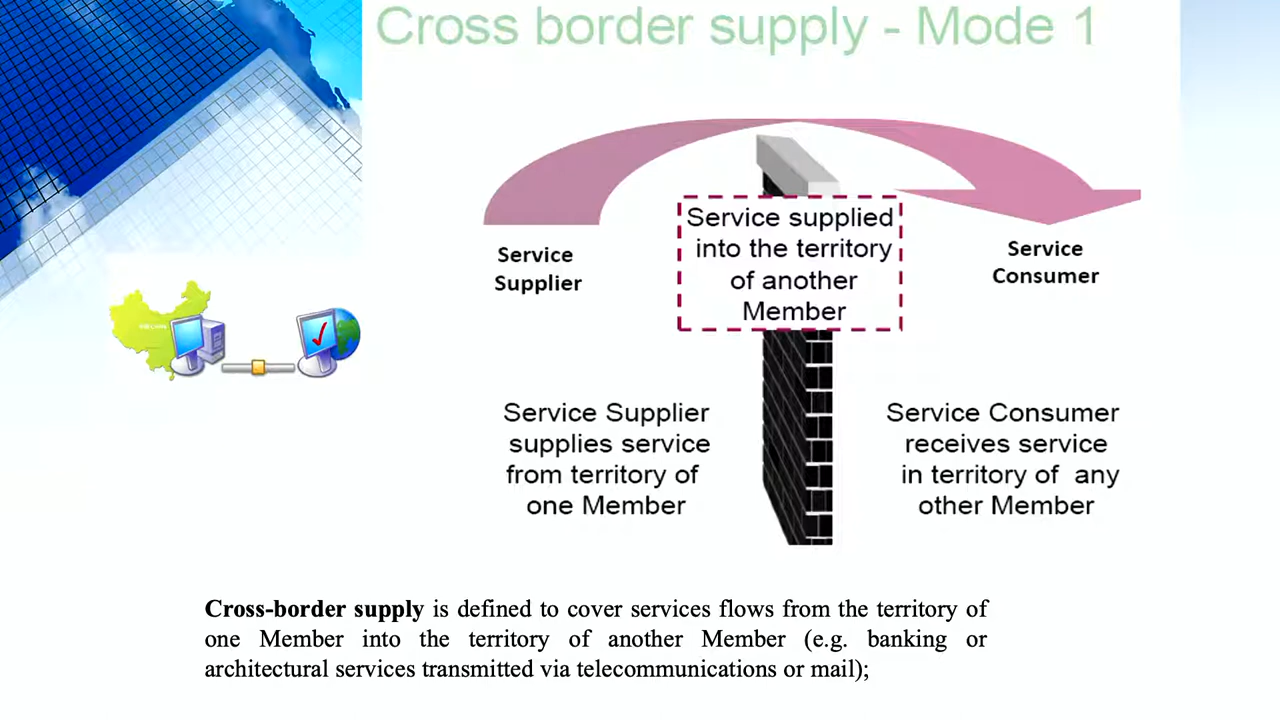 Cross border supply - Mode 1
Service supplied
into the territory
of another
Member
Service
Supplier
Service
Consumer
Service Supplier
supplies service
from territory of
one Member
Service Consumer
receives service
in territory of any
other Member
Cross-border supply is defined to cover services flows from the territory of
one Member into the territory of another Member (e.g. banking or
architectural services transmitted via telecommunications or mail);